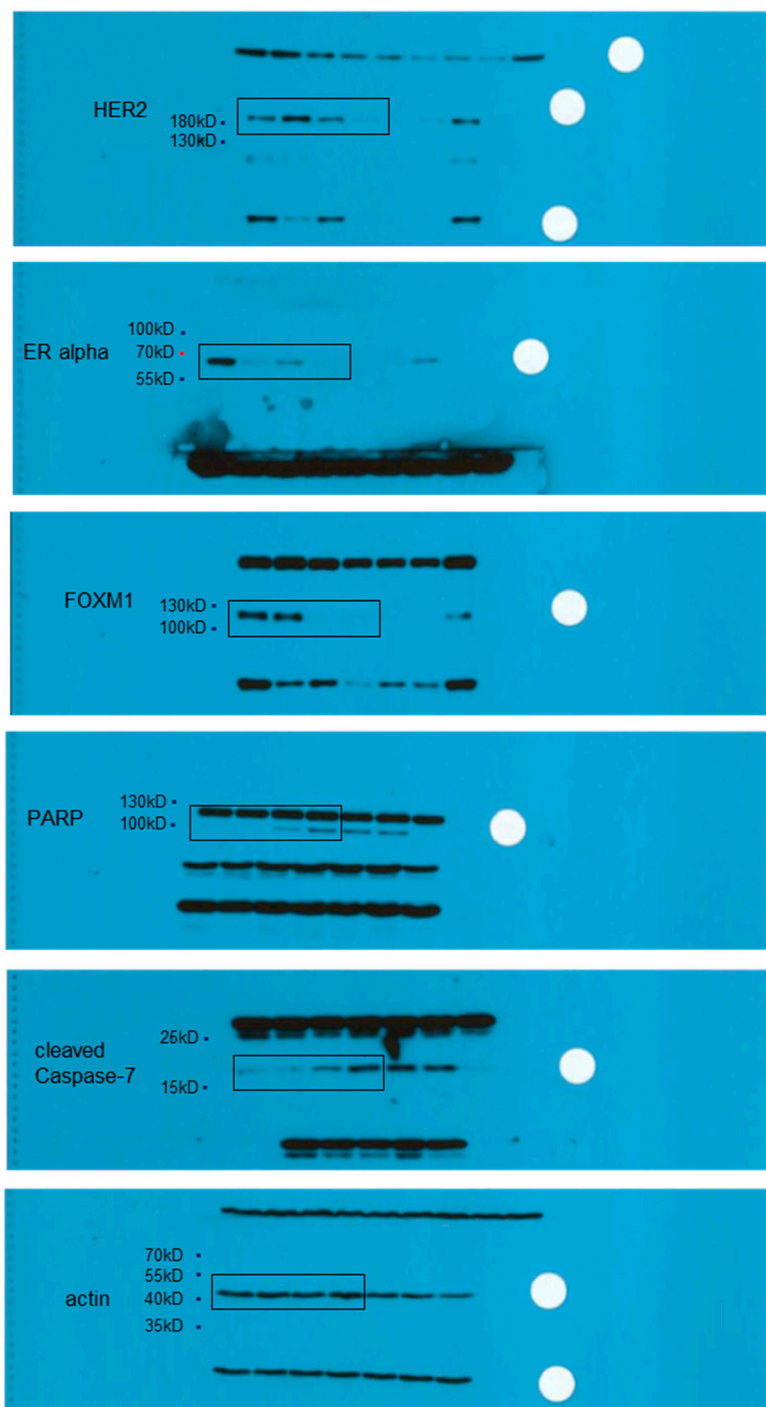 HER2
180kD
130kD
100kD
ER alpha
70kD
55kD
FOXM1
130kD
100kD
130kD
PARP
100kD
25kD
cleaved
Caspase-7
15kD
70kD
55kD
actin
40kD
35kD